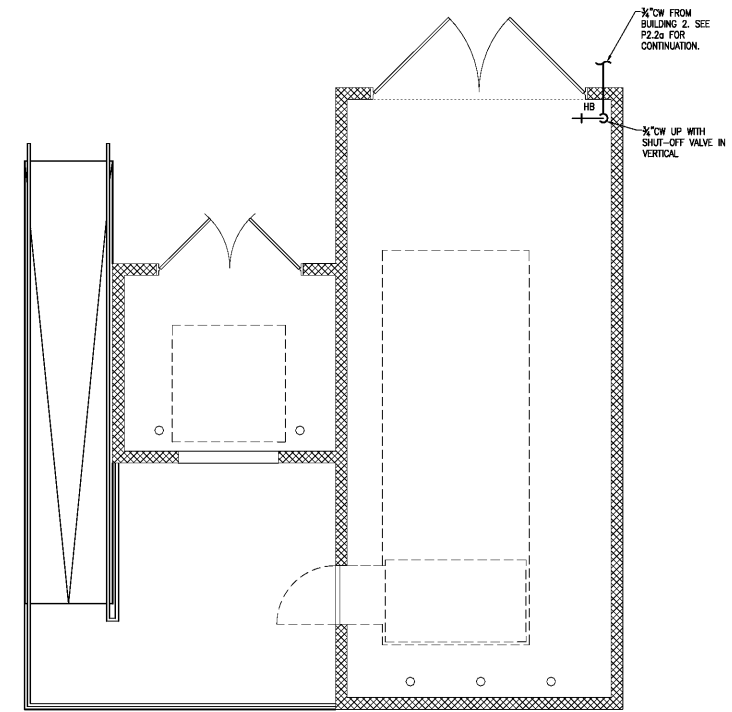 ¾"CW FROM
BUILDING 2. SEE
P2.2a FOR
CONTINUATION.
HB
¾"CW UP WITH
SHUT-OFF VALVE IN
VERTICAL